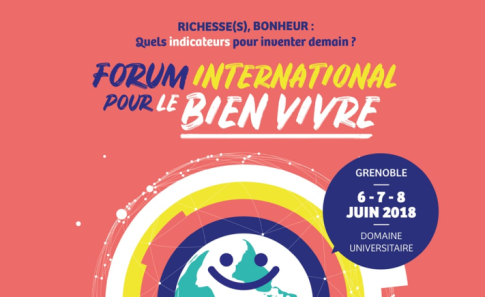 RICHESSE(S), BONHEUR :
Quels indicateurs pour inventer demain ?
FORUM INTERNATIONAL
POUR LE BIEN VIVRE
GRENOBLE
6 - 7 - 8
JUIN 2018
DOMAINE
UNIVERSITAIRE